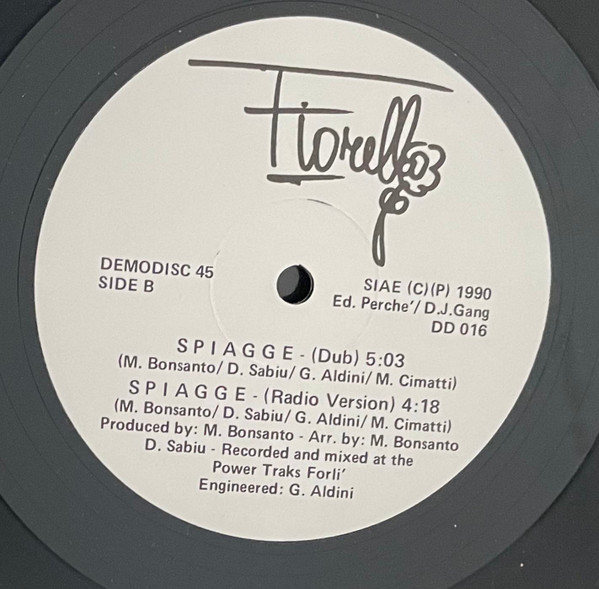 Fiorello
DEMODISC 45
SIDE B
SIAE (C)(P) 1990
Ed. Perche'/ D.J.Gang
DD 016
SPIAGGE - (Dub) 5:03
(M. Bonsanto/ D. Sabiu/ G. Aldini/ M. Cimatti)
SPIAGGE - (Radio Version) 4:18
(M. Bonsanto/ D. Sabiu/ G. Aldini/ M. Cimatti)
Produced by: M. Bonsanto - Arr. by: M. Bonsanto
D. Sabiu - Recorded and mixed at the
Power Traks Forli'
Engineered: G. Aldini